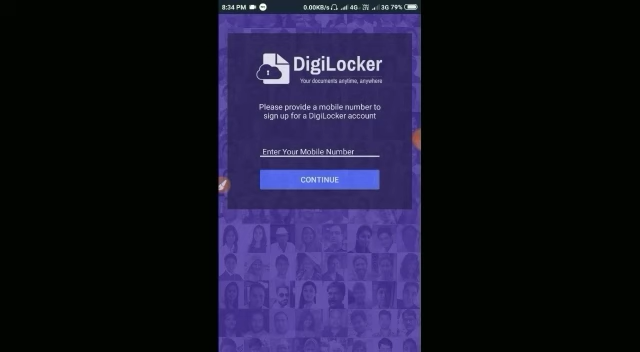 8:24 PM 0.00KB/s 4G 3G 79%
DigiLocker
Your documents anytime, anywhere
Please provide a mobile number to
sign up for a DigiLocker account
Enter Your Mobile Number
CONTINUE